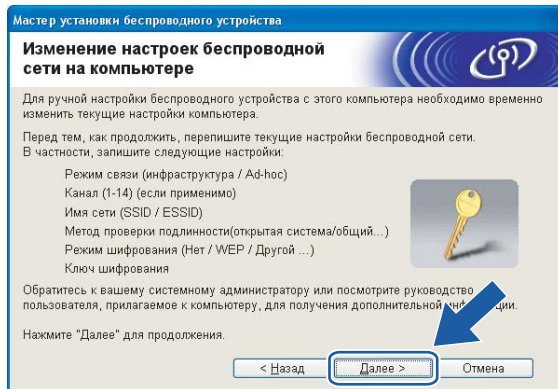 Мастер установки беспроводного устройства
Изменение настроек беспроводной
сети на компьютере
Для ручной настройки беспроводного устройства с этого компьютера необходимо временно
изменить текущие настройки компьютера.
Перед тем, как продолжить, перепишите текущие настройки беспроводной сети.
В частности, запишите следующие настройки:
Режим связи (инфраструктура / Ad-hoc)
Канал (1-14) (если применимо)
Имя сети (SSID / ESSID)
Метод проверки подлинности(открытая система/общий...)
Режим шифрования (Нет / WEP / Другой ...)
Ключ шифрования
Обратитесь к вашему системному администратору или посмотрите руководство
пользователя, прилагаемое к компьютеру, для получения дополнительной
Нажмите "Далее" для продолжения.
< Назад Далее > Отмена